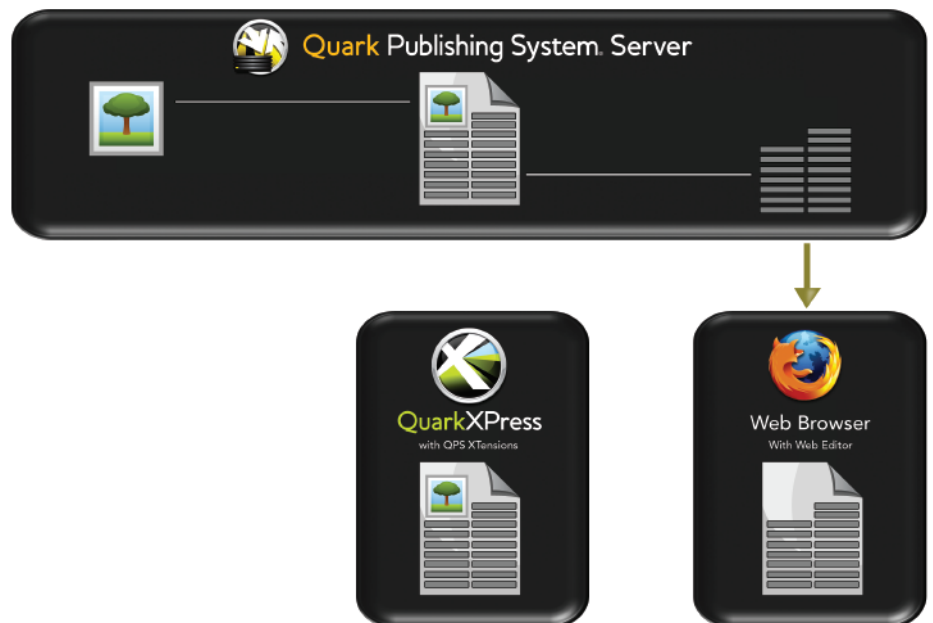 Quark Publishing System. Server
QuarkXPress
with QPS XTensions
Web Browser
With Web Editor